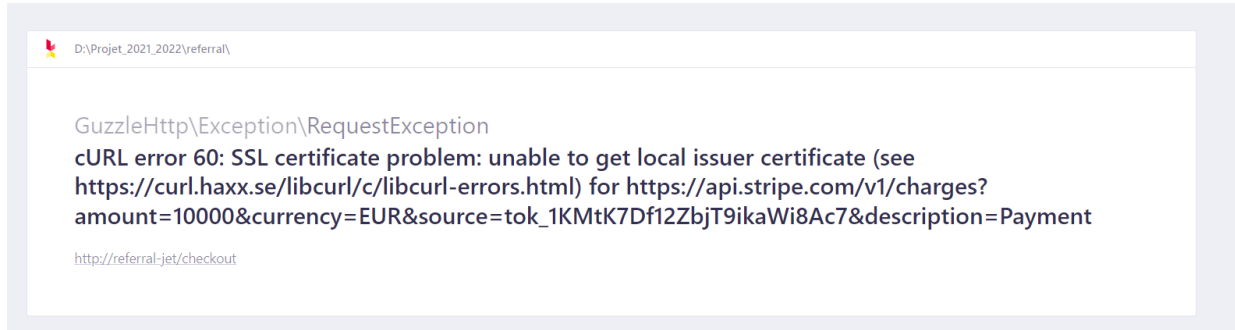 D:\Projet_2021_2022\referral\
GuzzleHttp\Exception\RequestException
cURL error 60: SSL certificate problem: unable to get local issuer certificate (see
https://curl.haxx.se/libcurl/c/libcurl-errors.html) for https://api.stripe.com/v1/charges?
amount=10000&currency=EUR&source=tok_1KMtK7Df12ZbjT9ikaWi8Ac7&description=Payment
http://referral-jet/checkout